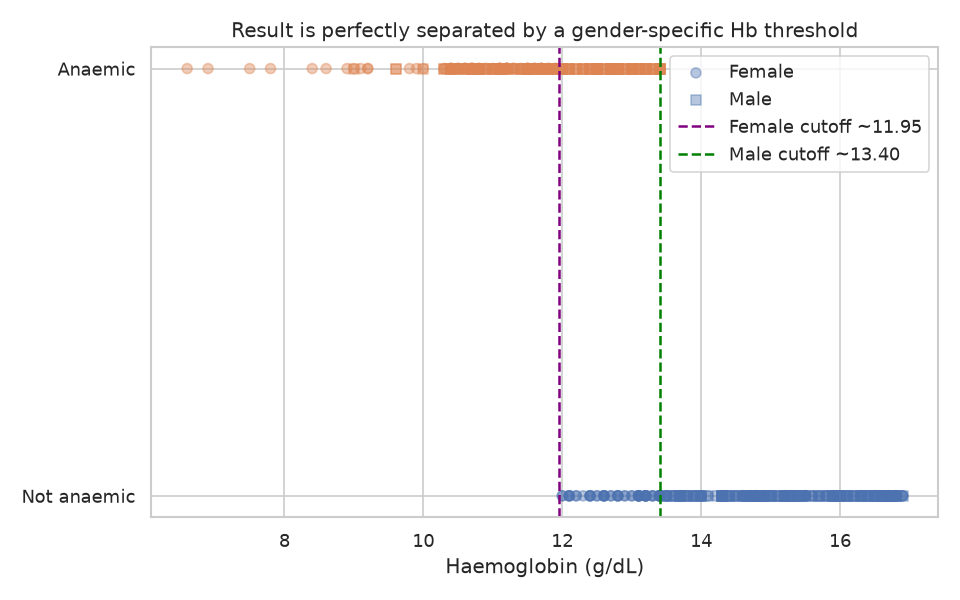 Result is perfectly separated by a gender-specific Hb threshold
Anaemic
Not anaemic
Female
Male
Female cutoff ~11.95
Male cutoff ~13.40
8 10 12 14 16
Haemoglobin (g/dL)